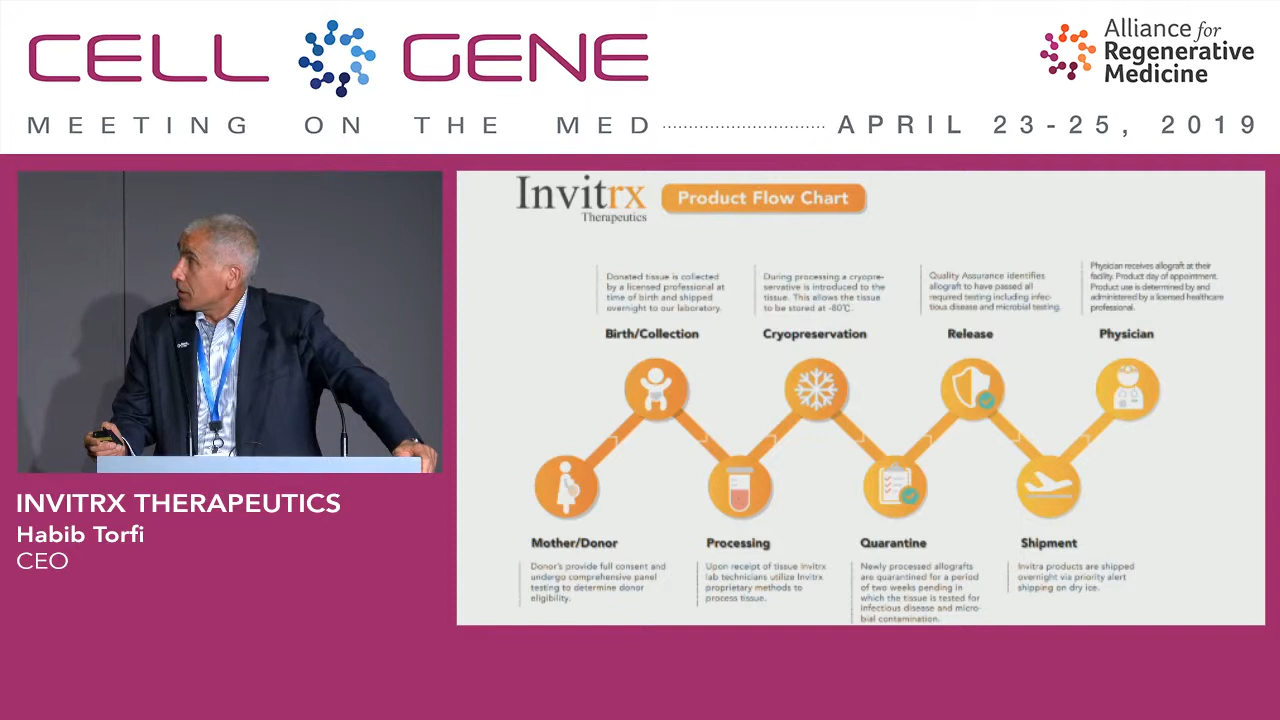 CELL GENE
MEETING ON THE MED
APRIL 23-25, 2019
Alliance for
Regenerative
Medicine
INVITRX THERAPEUTICS
Habib Torfi
CEO
Invitrx
Therapeutics
Product Flow Chart
Donated tissue is collected
by a licensed professional at
time of birth and shipped
overnight to our laboratory.
Birth/Collection
During processing a cryopre-
servative is introduced to the
tissue. This allows the tissue
to be stored at -80℃.
Cryopreservation
Quality Assurance identifies
allograft to have passed all
required testing including infec-
tious disease and microbial testing.
Release
Physician receives allograft at their
facility. Product day of appointment.
Product use is determined by and
administered by a licensed healthcare
professional.
Physician
Mother/Donor
Donor's provide full consent and
undergo comprehensive panel
testing to determine donor
eligibility.
Processing
Upon receipt of tissue Invitrx
lab technicians utilize Invitrx
proprietary methods to
process tissue.
Quarantine
Newly processed allografts
are quarantined for a period
of two weeks pending in
which the tissue is tested for
infectious disease and micro-
bial contamination.
Shipment
Invitra products are shipped
overnight via priority alert
shipping on dry ice.